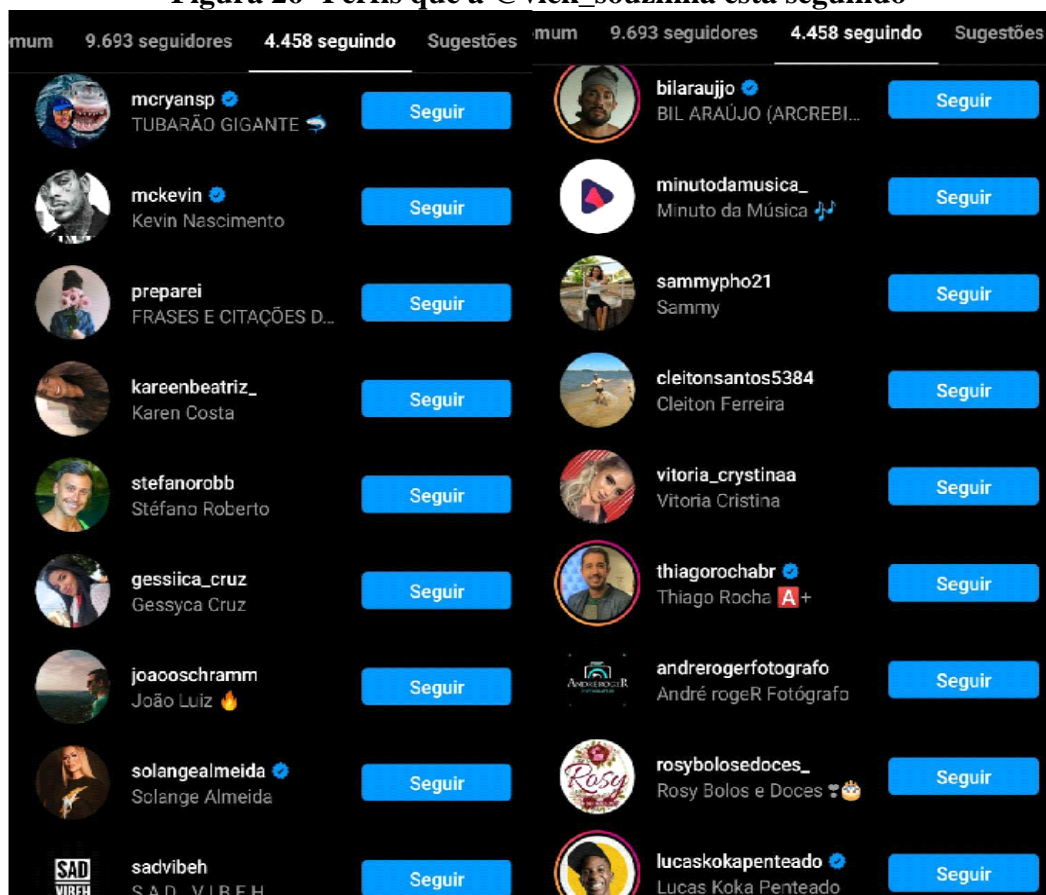 Figura 26- Perfis que a @vick_souzinha está seguindo
mum 9.693 seguidores 4.458 seguindo Sugestões
mcryansp
TUBARÃO GIGANTE 🦈
Seguir
mckevin
Kevin Nascimento
Seguir
preparei
FRASES E CITAÇÕES D...
Seguir
kareenbeatriz_
Karen Costa
Seguir
stefanorobb
Stéfano Roberto
Seguir
gessiica_cruz
Gessyca Cruz
Seguir
joaooschramm
João Luiz 🔥
Seguir
solangealmeida
Solange Almeida
Seguir
SAD
VIBEH
sadvibeh
S A D V I B E H
Seguir
mum 9.693 seguidores 4.458 seguindo Sugestões
bilaraujjo
BIL ARAÚJO (ARCREBI...
Seguir
minutodamusica_
Minuto da Música 🎶
Seguir
sammypho21
Sammy
Seguir
cleitonsantos5384
Cleiton Ferreira
Seguir
vitoria_crystinaa
Vitoria Cristina
Seguir
thiagorochabr
Thiago Rocha 🅰️+
Seguir
ANDRÉROGER
andrerogerfotografo
André rogeR Fotógrafo
Seguir
Rosy
rosybolosedoces_
Rosy Bolos e Doces ❣🎂
Seguir
lucaskokapenteado
Lucas Koka Penteado
Seguir